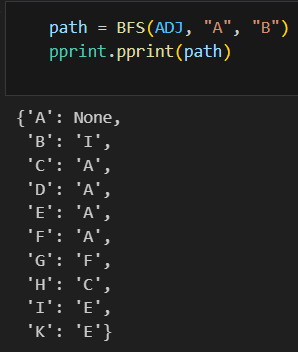 path = BFS(ADJ, "A", "B")
pprint.pprint(path)
{'A': None,
 'B': 'I',
 'C': 'A',
 'D': 'A',
 'E': 'A',
 'F': 'A',
 'G': 'F',
 'H': 'C',
 'I': 'E',
 'K': 'E'}